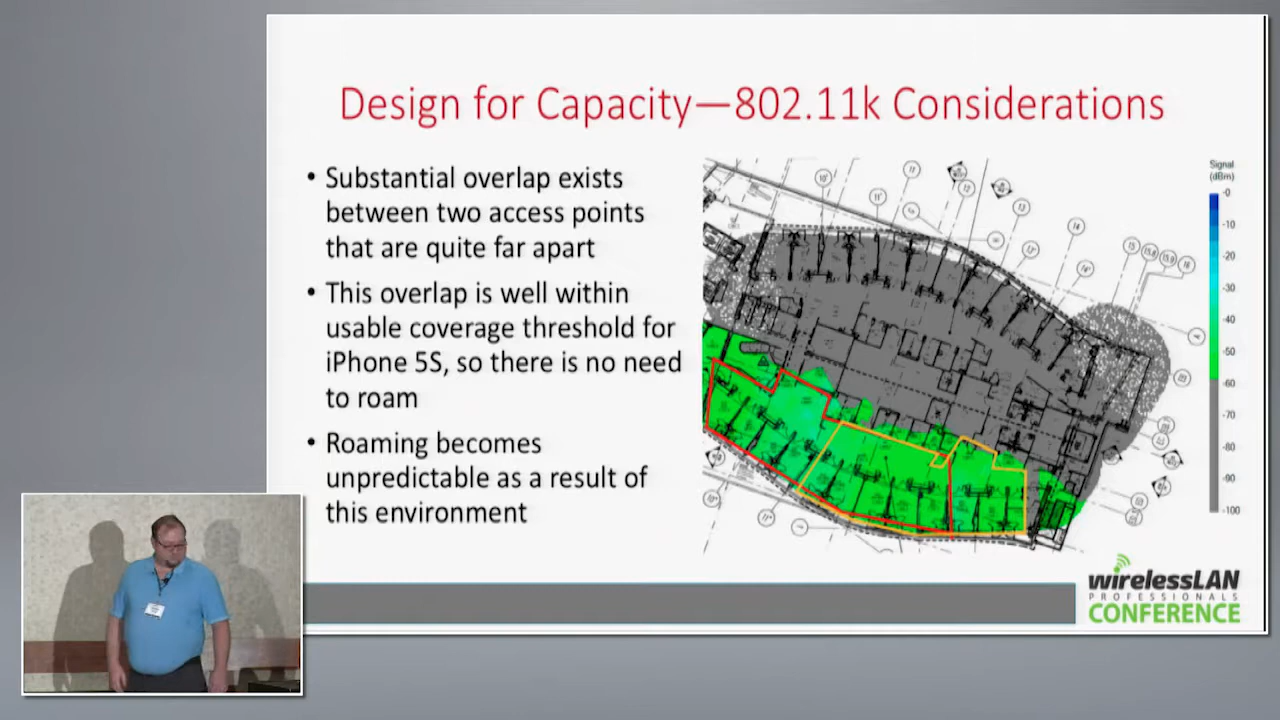 Design for Capacity—802.11k Considerations
• Substantial overlap exists
between two access points
that are quite far apart
• This overlap is well within
usable coverage threshold for
iPhone 5S, so there is no need
to roam
• Roaming becomes
unpredictable as a result of
this environment
Signal
(dBm)
-0
-10
-20
-30
-40
-50
-60
-70
-80
-90
-100
wirelessLAN
PROFESSIONALS
CONFERENCE